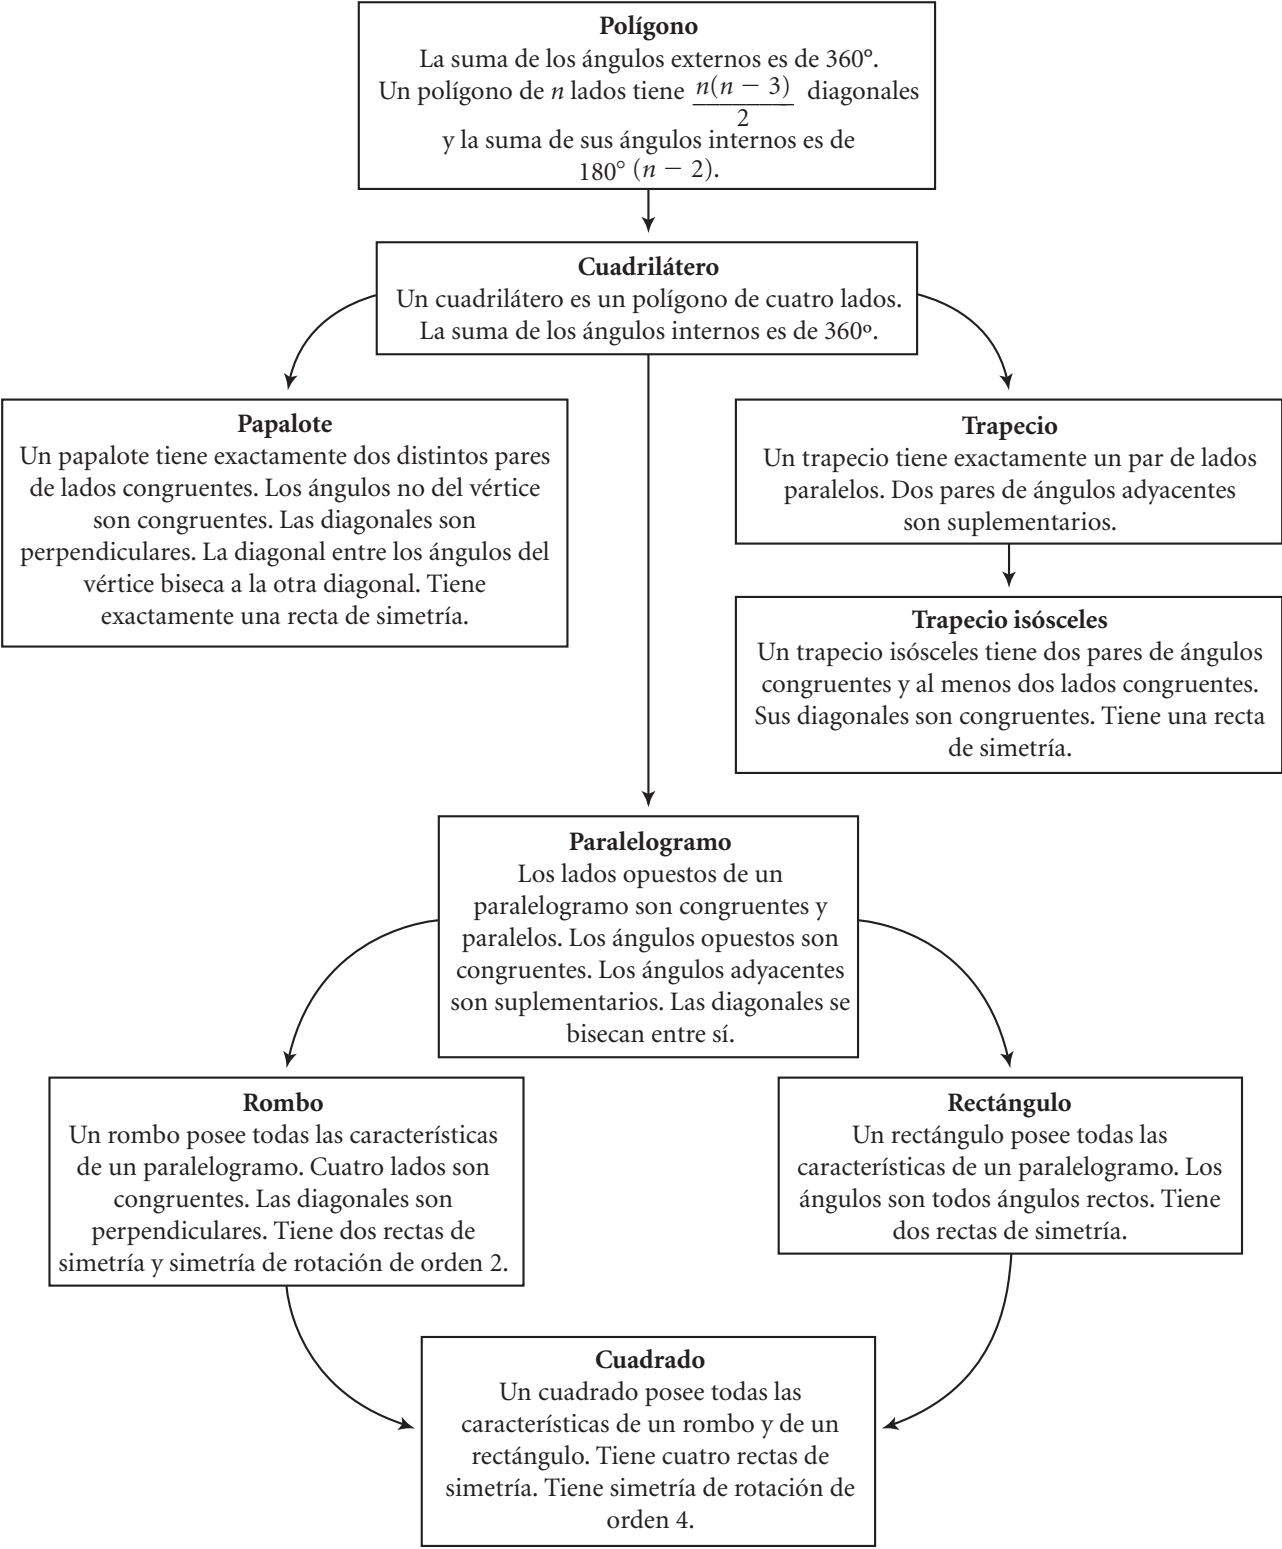 Polígono
La suma de los ángulos externos es de 360°.
Un polígono de n lados tiene n(n − 3)/2 diagonales
y la suma de sus ángulos internos es de
180° (n − 2).
Cuadrilátero
Un cuadrilátero es un polígono de cuatro lados.
La suma de los ángulos internos es de 360º.
Papalote
Un papalote tiene exactamente dos distintos pares
de lados congruentes. Los ángulos no del vértice
son congruentes. Las diagonales son
perpendiculares. La diagonal entre los ángulos del
vértice biseca a la otra diagonal. Tiene
exactamente una recta de simetría.
Trapecio
Un trapecio tiene exactamente un par de lados
paralelos. Dos pares de ángulos adyacentes
son suplementarios.
Trapecio isósceles
Un trapecio isósceles tiene dos pares de ángulos
congruentes y al menos dos lados congruentes.
Sus diagonales son congruentes. Tiene una recta
de simetría.
Paralelogramo
Los lados opuestos de un
paralelogramo son congruentes y
paralelos. Los ángulos opuestos son
congruentes. Los ángulos adyacentes
son suplementarios. Las diagonales se
bisecan entre sí.
Rombo
Un rombo posee todas las características
de un paralelogramo. Cuatro lados son
congruentes. Las diagonales son
perpendiculares. Tiene dos rectas de
simetría y simetría de rotación de orden 2.
Rectángulo
Un rectángulo posee todas las
características de un paralelogramo. Los
ángulos son todos ángulos rectos. Tiene
dos rectas de simetría.
Cuadrado
Un cuadrado posee todas las
características de un rombo y de un
rectángulo. Tiene cuatro rectas de
simetría. Tiene simetría de rotación de
orden 4.